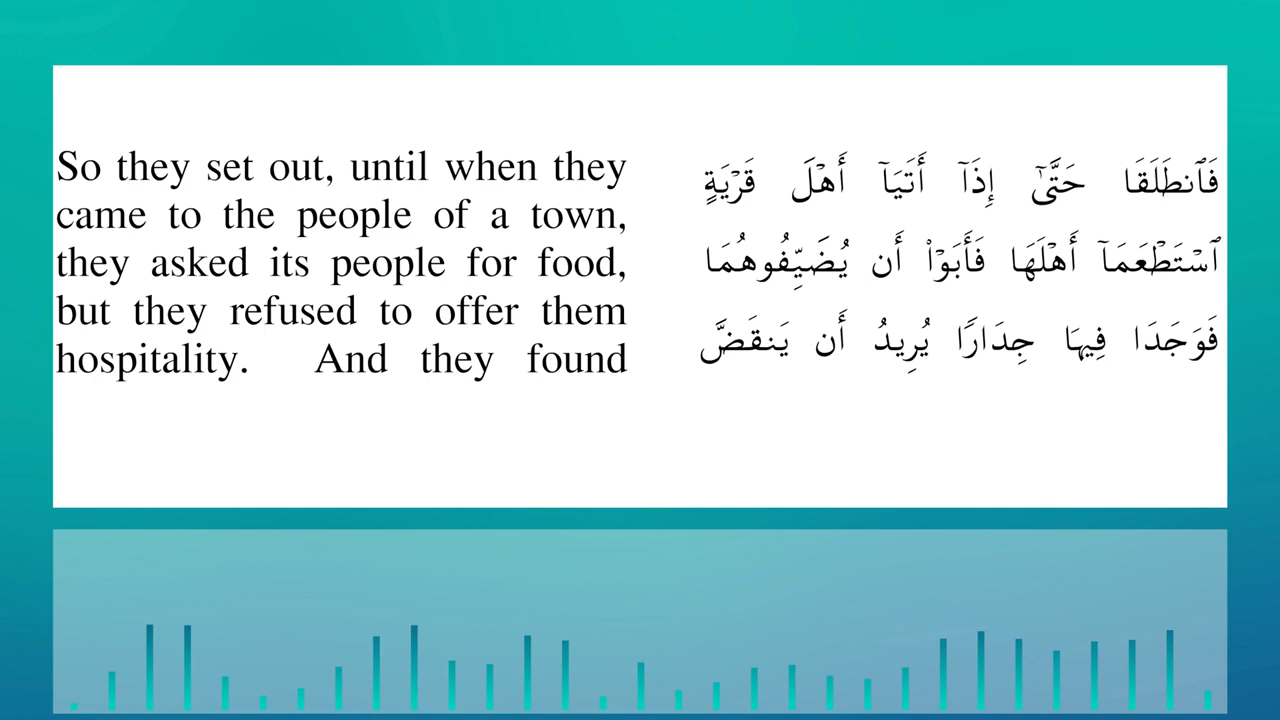 So they set out, until when they
came to the people of a town,
they asked its people for food,
but they refused to offer them
hospitality. And they found
فَٱنطَلَقَا حَتَّىٰٓ إِذَآ أَتَيَآ أَهْلَ قَرْيَةٍ
ٱسْتَطْعَمَآ أَهْلَهَا فَأَبَوْا۟ أَن يُضَيِّفُوهُمَا
فَوَجَدَا فِيهَا جِدَارًا يُرِيدُ أَن يَنقَضَّ